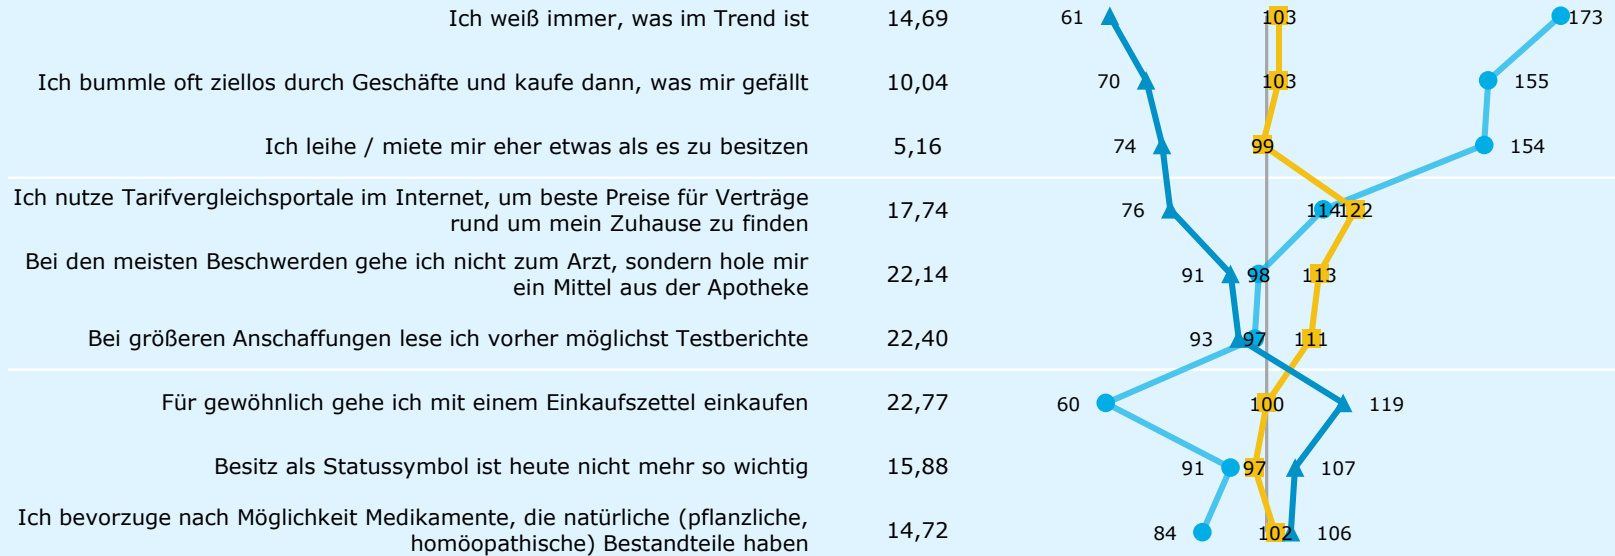 Ich weiß immer, was im Trend ist 14,69 61 103 173
Ich bummle oft ziellos durch Geschäfte und kaufe dann, was mir gefällt 10,04 70 103 155
Ich leihe / miete mir eher etwas als es zu besitzen 5,16 74 99 154
Ich nutze Tarifvergleichsportale im Internet, um beste Preise für Verträge
rund um mein Zuhause zu finden 17,74 76 114 122
Bei den meisten Beschwerden gehe ich nicht zum Arzt, sondern hole mir
ein Mittel aus der Apotheke 22,14 91 98 113
Bei größeren Anschaffungen lese ich vorher möglichst Testberichte 22,40 93 97 111
Für gewöhnlich gehe ich mit einem Einkaufszettel einkaufen 22,77 60 100 119
Besitz als Statussymbol ist heute nicht mehr so wichtig 15,88 91 97 107
Ich bevorzuge nach Möglichkeit Medikamente, die natürliche (pflanzliche,
homöopathische) Bestandteile haben 14,72 84 102 106